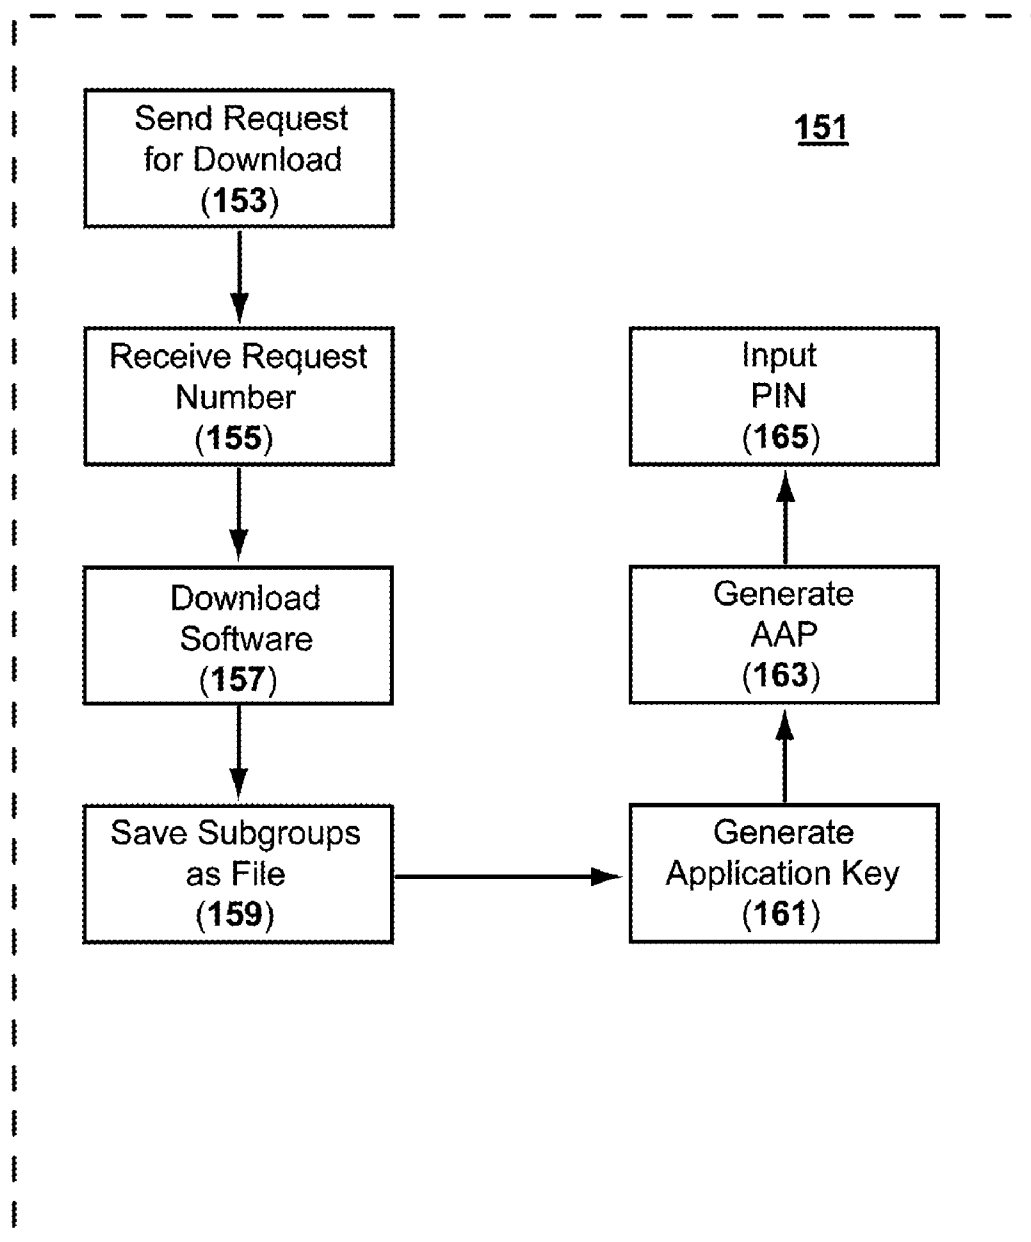 Send Request
for Download
(153)
151
Receive Request
Number
(155)
Input
PIN
(165)
Download
Software
(157)
Generate
AAP
(163)
Save Subgroups
as File
(159)
Generate
Application Key
(161)